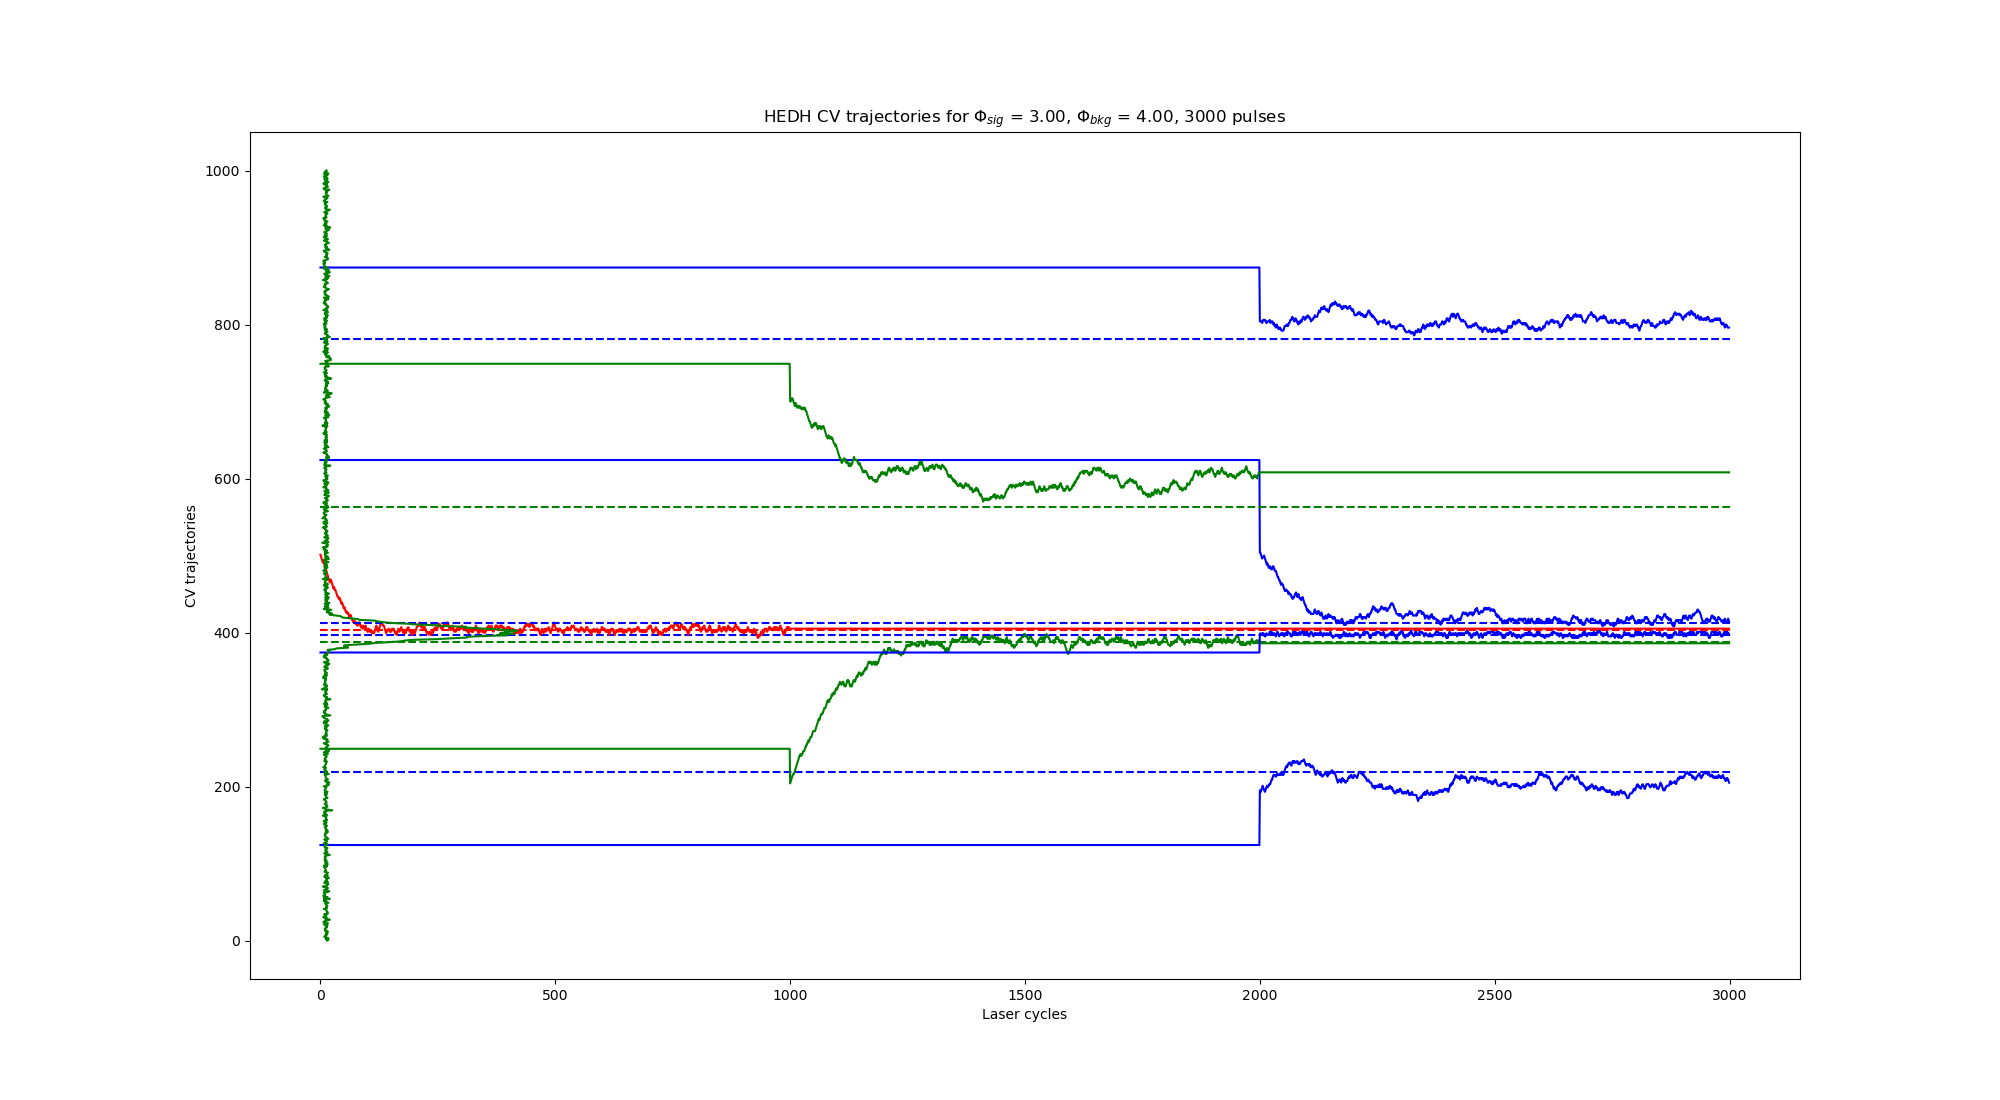 HEDH CV trajectories for Φsig = 3.00, Φbkg = 4.00, 3000 pulses
1000
800
600
400
200
0
CV trajectories
0 500 1000 1500 2000 2500 3000
Laser cycles